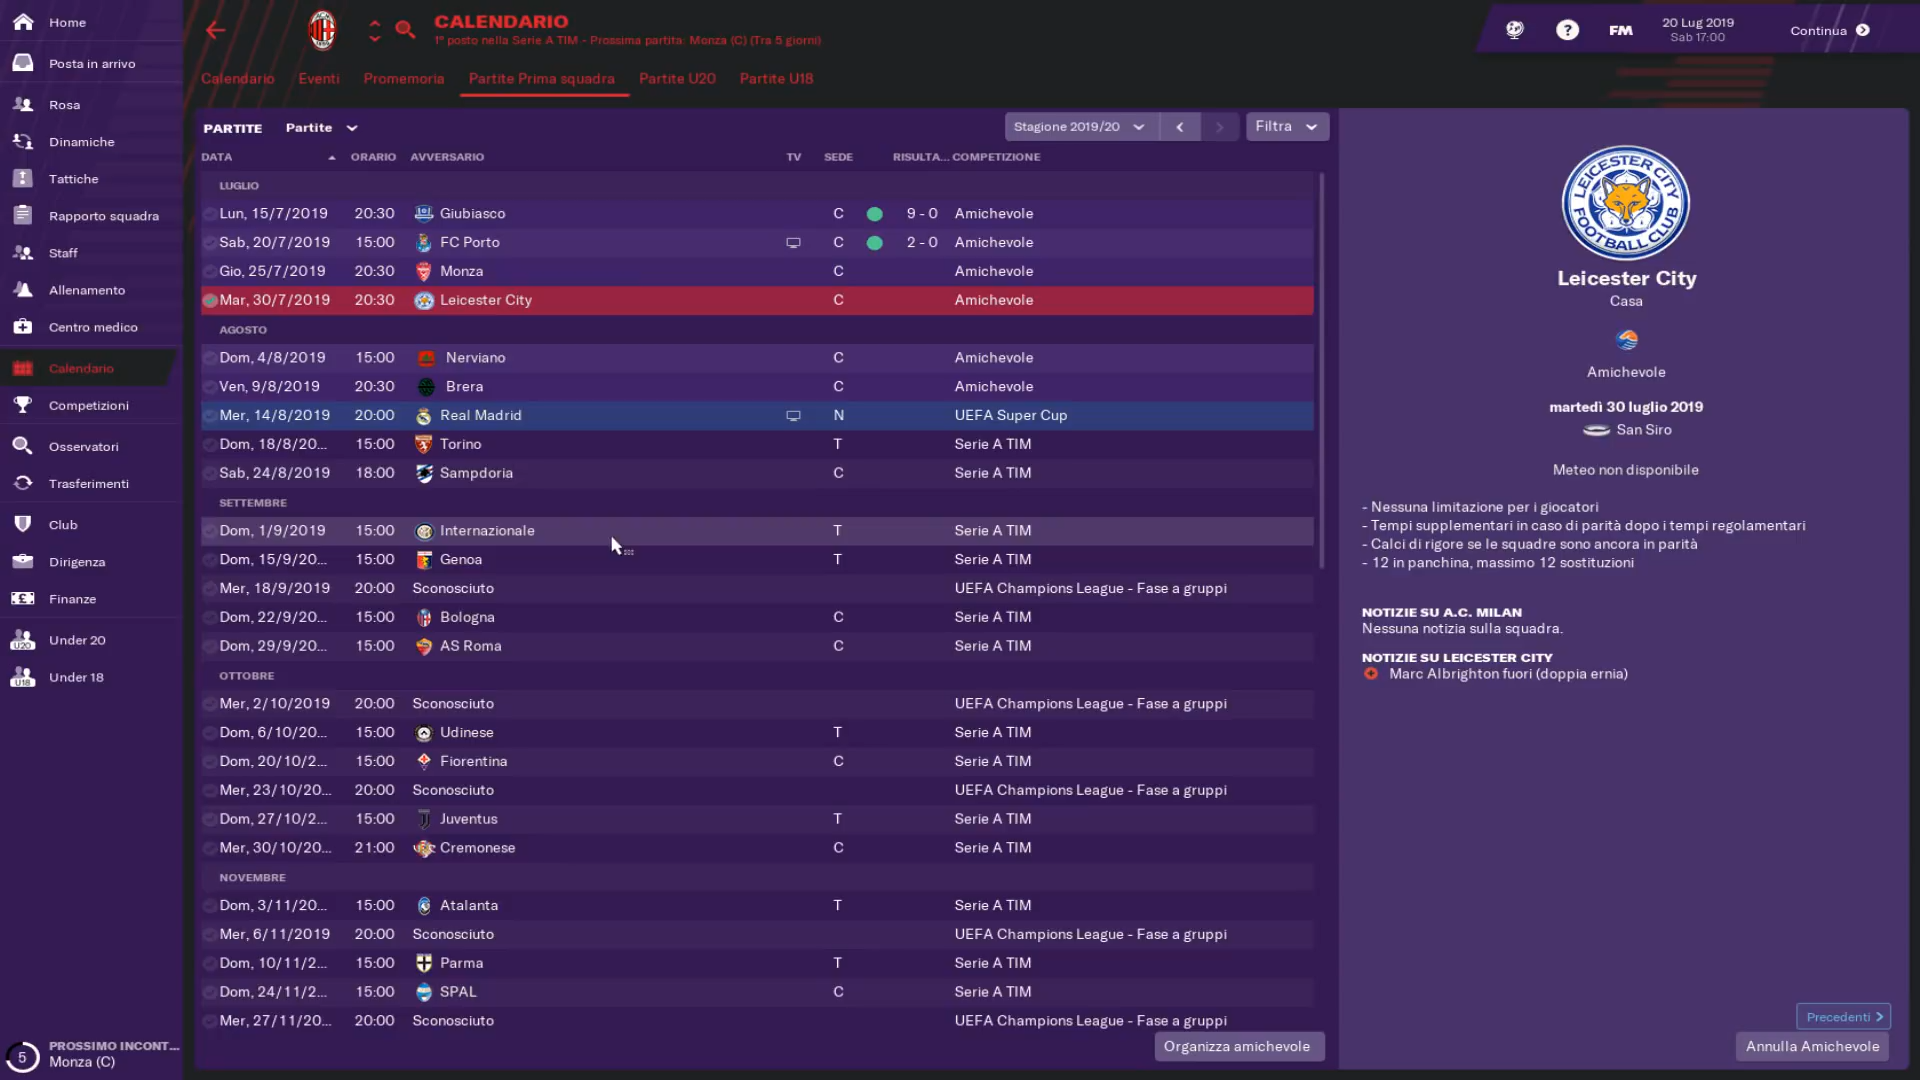 Home
Posta in arrivo
Rosa
Dinamiche
Tattiche
Rapporto squadra
Staff
Allenamento
Centro medico
Calendario
Competizioni
Osservatori
Trasferimenti
Club
Dirigenza
Finanze
U20 Under 20
U18 Under 18
5 PROSSIMO INCONT...
Monza (C)
CALENDARIO
1° posto nella Serie A TIM - Prossima partita: Monza (C) (Tra 5 giorni)
? FM 20 Lug 2019
Sab 17:00
Continua
Calendario Eventi Promemoria Partite Prima squadra Partite U20 Partite U18
PARTITE Partite Stagione 2019/20 Filtra
DATA ORARIO AVVERSARIO TV SEDE RISULTA... COMPETIZIONE
LUGLIO
Lun, 15/7/2019 20:30 Giubiasco C 9 - 0 Amichevole
Sab, 20/7/2019 15:00 FC Porto C 2 - 0 Amichevole
Gio, 25/7/2019 20:30 Monza C Amichevole
Mar, 30/7/2019 20:30 Leicester City C Amichevole
AGOSTO
Dom, 4/8/2019 15:00 Nerviano C Amichevole
Ven, 9/8/2019 20:30 Brera C Amichevole
Mer, 14/8/2019 20:00 Real Madrid N UEFA Super Cup
Dom, 18/8/20... 15:00 Torino T Serie A TIM
Sab, 24/8/2019 18:00 Sampdoria C Serie A TIM
SETTEMBRE
Dom, 1/9/2019 15:00 Internazionale T Serie A TIM
Dom, 15/9/20... 15:00 Genoa T Serie A TIM
Mer, 18/9/2019 20:00 Sconosciuto UEFA Champions League - Fase a gruppi
Dom, 22/9/20... 15:00 Bologna C Serie A TIM
Dom, 29/9/20... 15:00 AS Roma C Serie A TIM
OTTOBRE
Mer, 2/10/2019 20:00 Sconosciuto UEFA Champions League - Fase a gruppi
Dom, 6/10/20... 15:00 Udinese T Serie A TIM
Dom, 20/10/2... 15:00 Fiorentina C Serie A TIM
Mer, 23/10/20... 20:00 Sconosciuto UEFA Champions League - Fase a gruppi
Dom, 27/10/2... 15:00 Juventus T Serie A TIM
Mer, 30/10/20... 21:00 Cremonese C Serie A TIM
NOVEMBRE
Dom, 3/11/20... 15:00 Atalanta T Serie A TIM
Mer, 6/11/2019 20:00 Sconosciuto UEFA Champions League - Fase a gruppi
Dom, 10/11/2... 15:00 Parma T Serie A TIM
Dom, 24/11/2... 15:00 SPAL C Serie A TIM
Mer, 27/11/20... 20:00 Sconosciuto UEFA Champions League - Fase a gruppi
Organizza amichevole
LEICESTER CITY
FOOTBALL CLUB
Leicester City
Casa
Amichevole
martedì 30 luglio 2019
San Siro
Meteo non disponibile
- Nessuna limitazione per i giocatori
- Tempi supplementari in caso di parità dopo i tempi regolamentari
- Calci di rigore se le squadre sono ancora in parità
- 12 in panchina, massimo 12 sostituzioni
NOTIZIE SU A.C. MILAN
Nessuna notizia sulla squadra.
NOTIZIE SU LEICESTER CITY
Marc Albrighton fuori (doppia ernia)
Precedenti
Annulla Amichevole